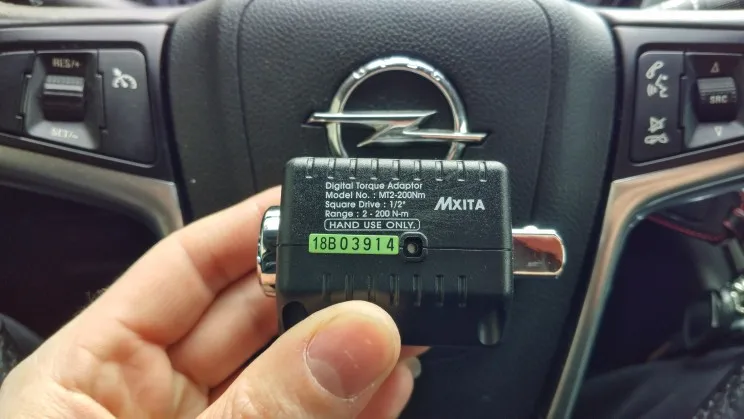 RES/+
SET/-
SRC
Digital Torque Adaptor
Model No. : MT2-200Nm
Square Drive : 1/2"
Range : 2 - 200 N-m
HAND USE ONLY.
MXITA
18B03914